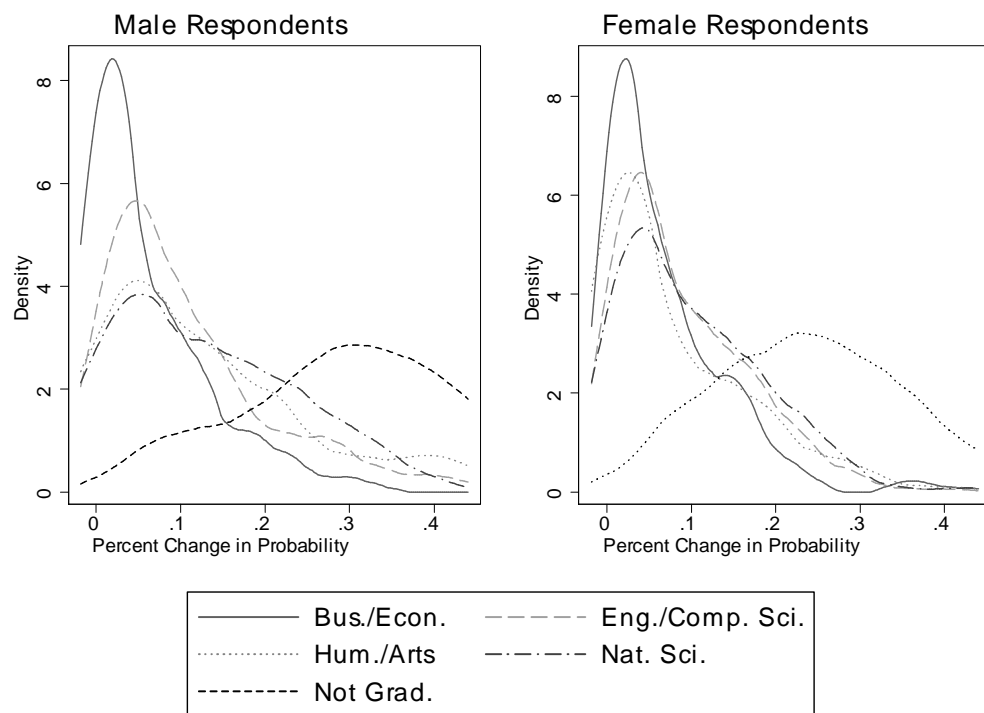 Male Respondents
Female Respondents
Density
8
6
4
2
0
0
.1
.2
.3
.4
Percent Change in Probability
Density
8
6
4
2
0
0
.1
.2
.3
.4
Percent Change in Probability
Bus./Econ.
Eng./Comp. Sci.
Hum./Arts
Nat. Sci.
Not Grad.